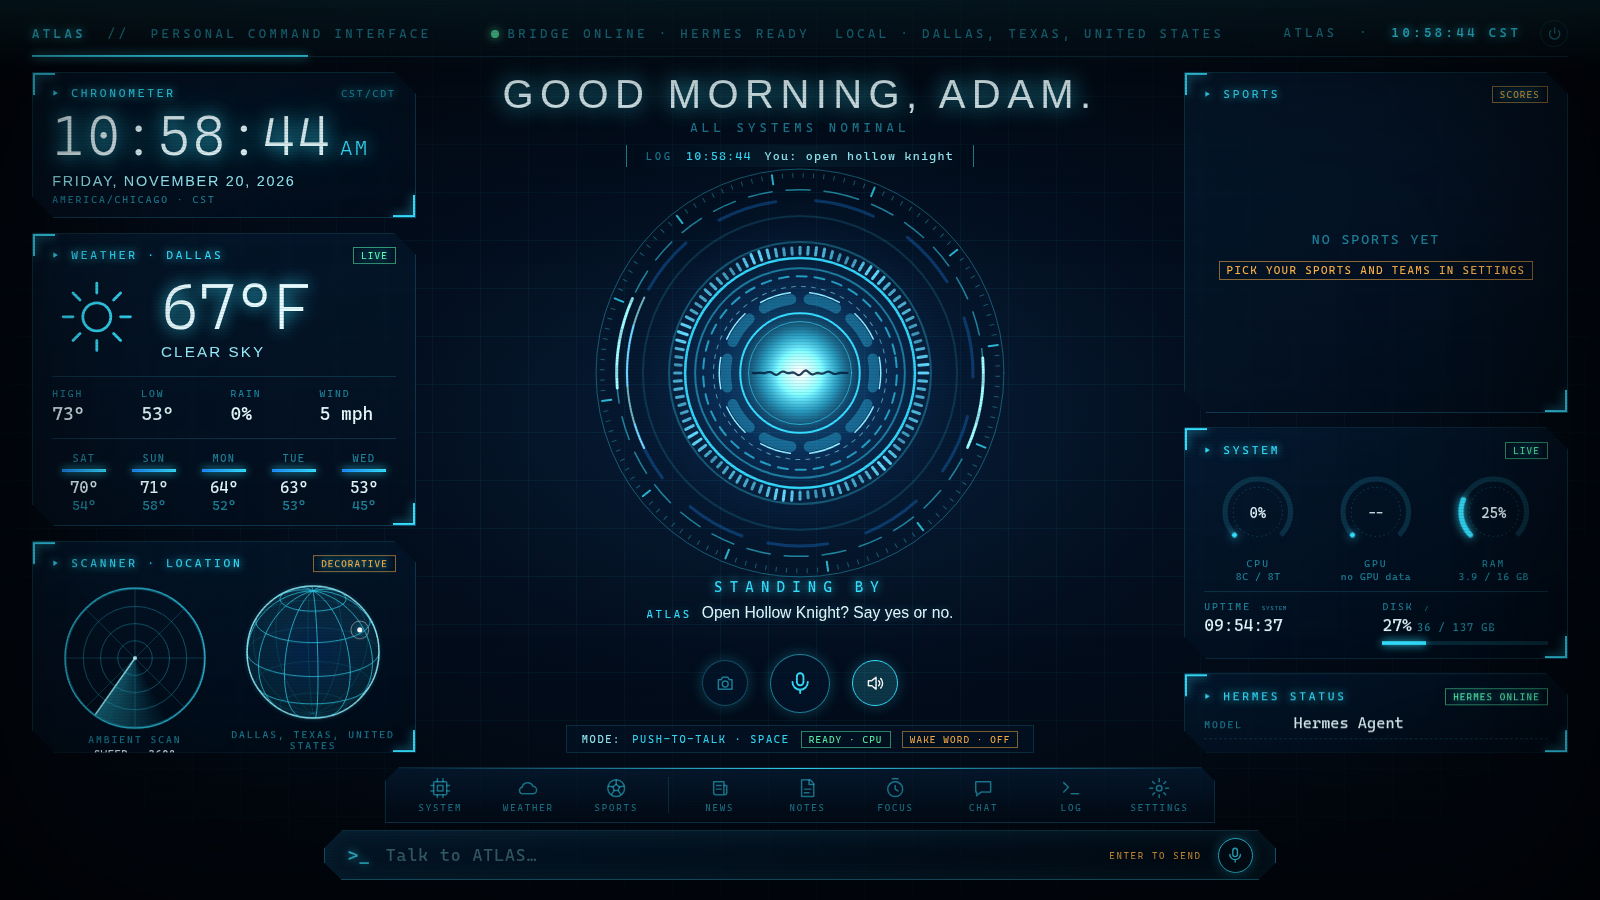 ATLAS // PERSONAL COMMAND INTERFACE
BRIDGE ONLINE · HERMES READY
LOCAL · DALLAS, TEXAS, UNITED STATES
ATLAS · 10:58:44 CST
CHRONOMETER
CST/CDT
10:58:44 AM
FRIDAY, NOVEMBER 20, 2026
AMERICA/CHICAGO · CST
WEATHER · DALLAS
LIVE
67°F
CLEAR SKY
HIGH LOW RAIN WIND
73° 53° 0% 5 mph
SAT SUN MON TUE WED
70° 71° 64° 63° 53°
54° 58° 52° 53° 45°
SCANNER · LOCATION
DECORATIVE
AMBIENT SCAN
DALLAS, TEXAS, UNITED
STATES
GOOD MORNING, ADAM.
ALL SYSTEMS NOMINAL
LOG 10:58:44 You: open hollow knight
STANDING BY
ATLAS Open Hollow Knight? Say yes or no.
MODE: PUSH-TO-TALK · SPACE READY · CPU WAKE WORD · OFF
SPORTS
SCORES
NO SPORTS YET
PICK YOUR SPORTS AND TEAMS IN SETTINGS
SYSTEM
LIVE
0% -- 25%
CPU GPU RAM
8C / 8T no GPU data 3.9 / 16 GB
UPTIME SYSTEM DISK /
09:54:37 27% 36 / 137 GB
HERMES STATUS
HERMES ONLINE
MODEL Hermes Agent
SYSTEM WEATHER SPORTS NEWS NOTES FOCUS CHAT LOG SETTINGS
>_ Talk to ATLAS…
ENTER TO SEND